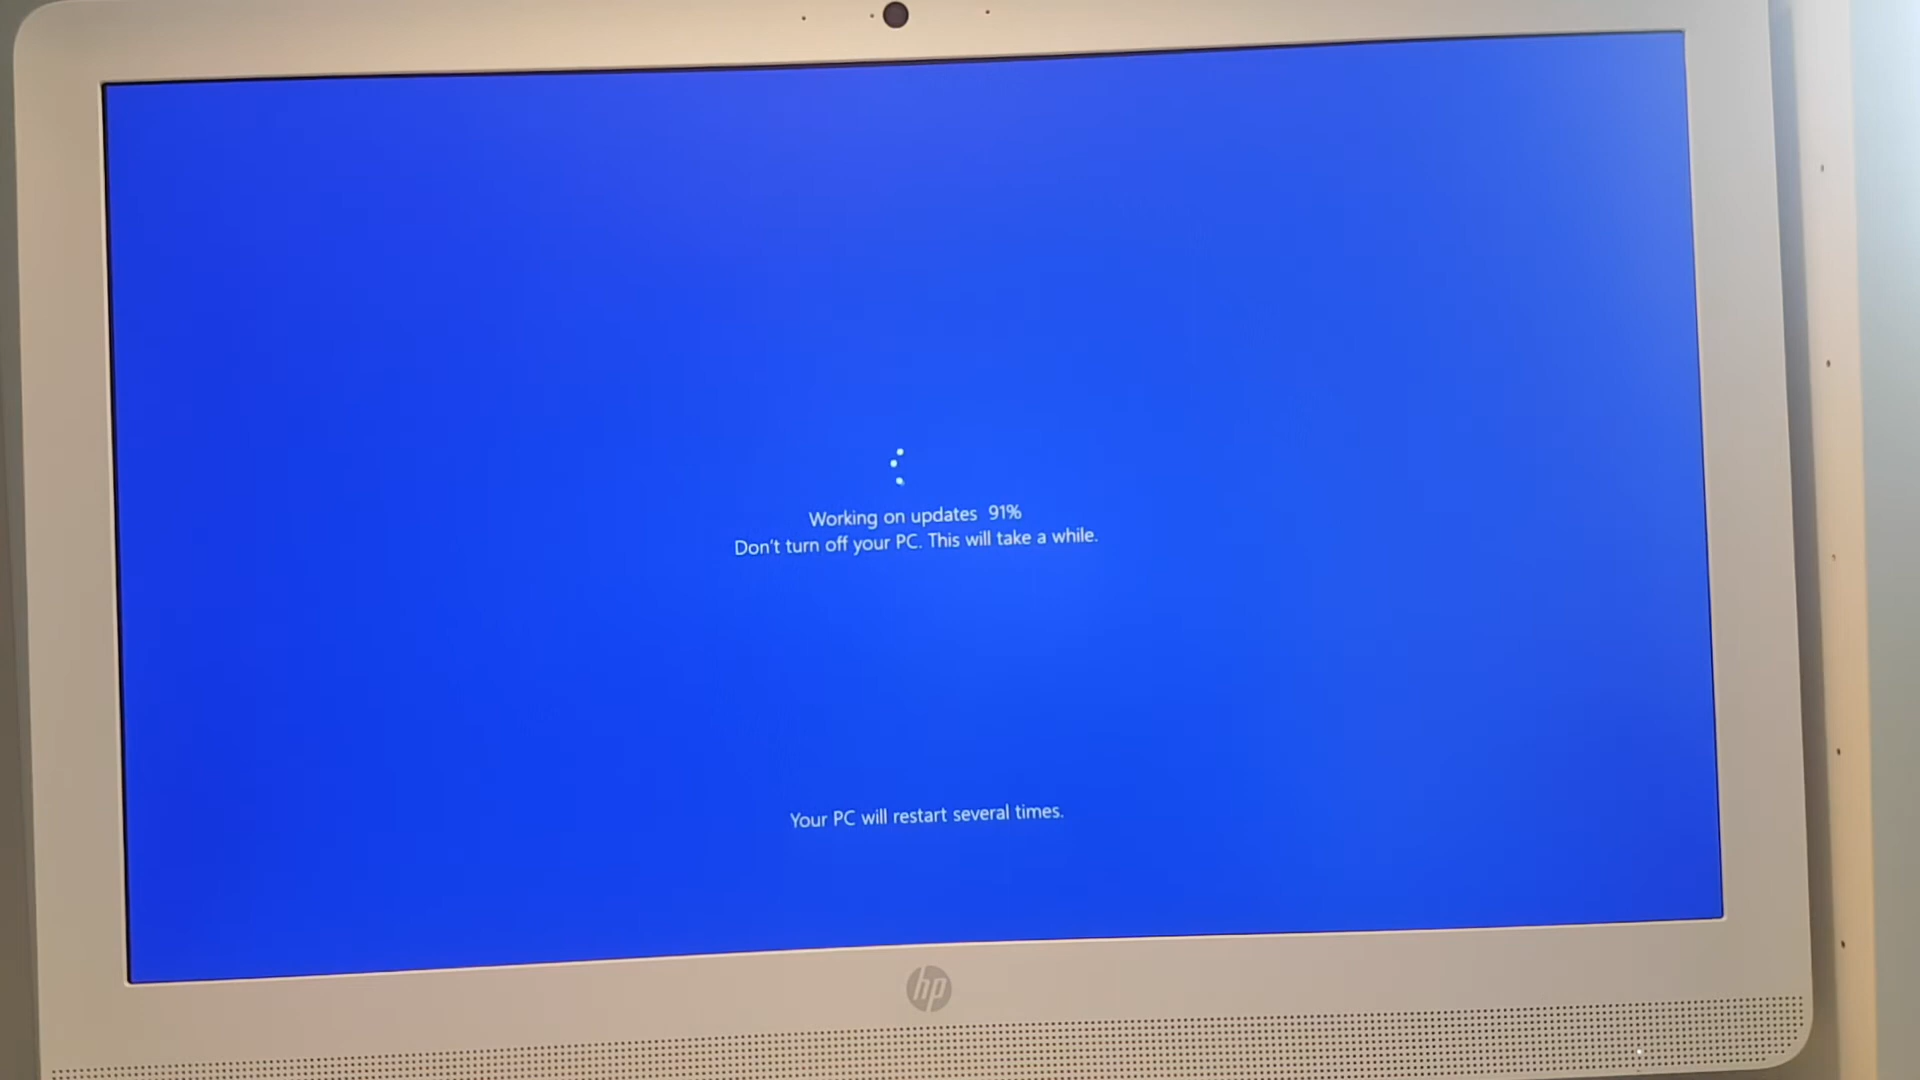 Working on updates 91%
Don't turn off your PC. This will take a while.
Your PC will restart several times.
hp